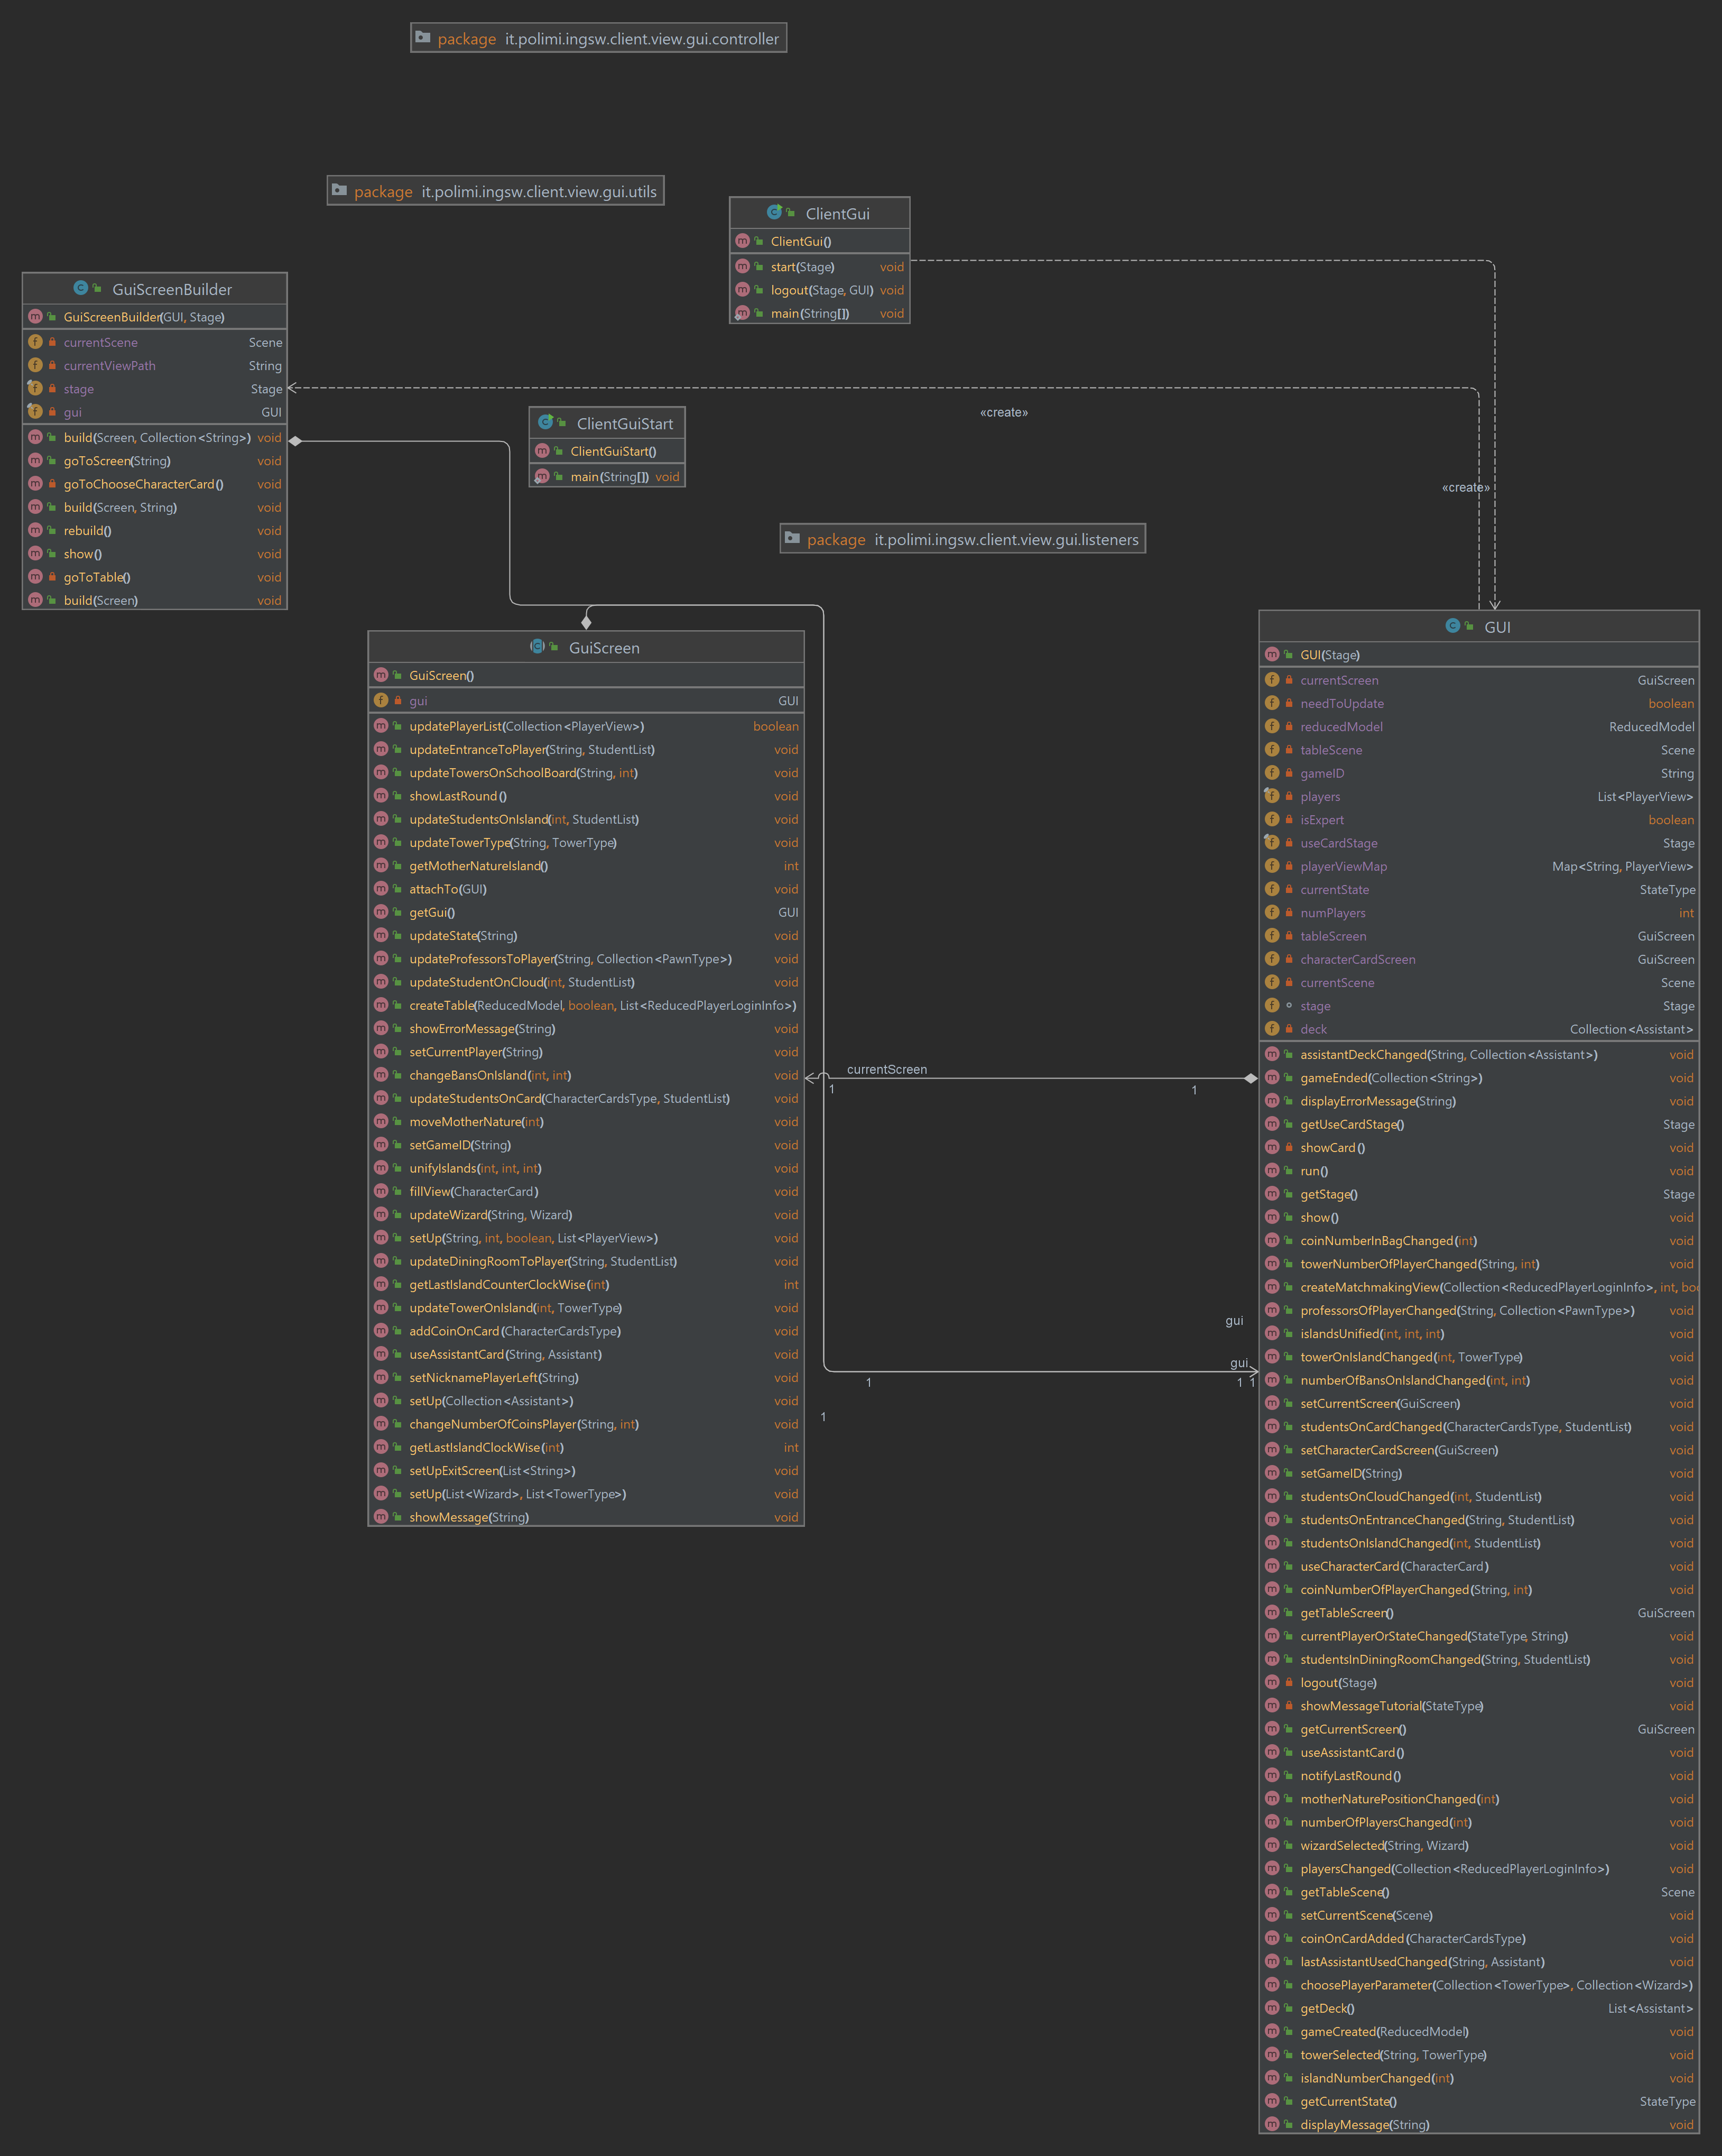 package it.polimi.ingsw.client.view.gui.controller
package it.polimi.ingsw.client.view.gui.utils
ClientGui
ClientGui()
start(Stage) void
logout(Stage, GUI) void
main(String[]) void
GuiScreenBuilder
GuiScreenBuilder(GUI, Stage)
currentScene Scene
currentViewPath String
stage Stage
gui GUI
build(Screen, Collection<String>) void
goToScreen(String) void
goToChooseCharacterCard() void
build(Screen, String) void
rebuild() void
show() void
goToTable() void
build(Screen) void
«create»
ClientGuiStart
ClientGuiStart()
main(String[]) void
«create»
package it.polimi.ingsw.client.view.gui.listeners
GuiScreen
GuiScreen()
gui GUI
updatePlayerList(Collection<PlayerView>) boolean
updateEntranceToPlayer(String, StudentList) void
updateTowersOnSchoolBoard(String, int) void
showLastRound() void
updateStudentsOnIsland(int, StudentList) void
updateTowerType(String, TowerType) void
getMotherNatureIsland() int
attachTo(GUI) void
getGui() GUI
updateState(String) void
updateProfessorsToPlayer(String, Collection<PawnType>) void
updateStudentOnCloud(int, StudentList) void
createTable(ReducedModel, boolean, List<ReducedPlayerLoginInfo>) void
showErrorMessage(String) void
setCurrentPlayer(String) void
changeBansOnIsland(int, int) void
updateStudentsOnCard(CharacterCardsType, StudentList) void
moveMotherNature(int) void
setGameID(String) void
unifyIslands(int, int, int) void
fillView(CharacterCard) void
updateWizard(String, Wizard) void
setUp(String, int, boolean, List<PlayerView>) void
updateDiningRoomToPlayer(String, StudentList) void
getLastIslandCounterClockWise(int) int
updateTowerOnIsland(int, TowerType) void
addCoinOnCard(CharacterCardsType) void
useAssistantCard(String, Assistant) void
setNicknamePlayerLeft(String) void
setUp(Collection<Assistant>) void
changeNumberOfCoinsPlayer(String, int) void
getLastIslandClockWise(int) int
setUpExitScreen(List<String>) void
setUp(List<Wizard>, List<TowerType>) void
showMessage(String) void
currentScreen
1 1
gui
gui
1 1 1
1
GUI
GUI(Stage)
currentScreen GuiScreen
needToUpdate boolean
reducedModel ReducedModel
tableScene Scene
gameID String
players List<PlayerView>
isExpert boolean
useCardStage Stage
playerViewMap Map<String, PlayerView>
currentState StateType
numPlayers int
tableScreen GuiScreen
characterCardScreen GuiScreen
currentScene Scene
stage Stage
deck Collection<Assistant>
assistantDeckChanged(String, Collection<Assistant>) void
gameEnded(Collection<String>) void
displayErrorMessage(String) void
getUseCardStage() Stage
showCard() void
run() void
getStage() Stage
show() void
coinNumberInBagChanged(int) void
towerNumberOfPlayerChanged(String, int) void
createMatchmakingView(Collection<ReducedPlayerLoginInfo>, int, boo
professorsOfPlayerChanged(String, Collection<PawnType>) void
islandsUnified(int, int, int) void
towerOnIslandChanged(int, TowerType) void
numberOfBansOnIslandChanged(int, int) void
setCurrentScreen(GuiScreen) void
studentsOnCardChanged(CharacterCardsType, StudentList) void
setCharacterCardScreen(GuiScreen) void
setGameID(String) void
studentsOnCloudChanged(int, StudentList) void
studentsOnEntranceChanged(String, StudentList) void
studentsOnIslandChanged(int, StudentList) void
useCharacterCard(CharacterCard) void
coinNumberOfPlayerChanged(String, int) void
getTableScreen() GuiScreen
currentPlayerOrStateChanged(StateType, String) void
studentsInDiningRoomChanged(String, StudentList) void
logout(Stage) void
showMessageTutorial(StateType) void
getCurrentScreen() GuiScreen
useAssistantCard() void
notifyLastRound() void
motherNaturePositionChanged(int) void
numberOfPlayersChanged(int) void
wizardSelected(String, Wizard) void
playersChanged(Collection<ReducedPlayerLoginInfo>) void
getTableScene() Scene
setCurrentScene(Scene) void
coinOnCardAdded(CharacterCardsType) void
lastAssistantUsedChanged(String, Assistant) void
choosePlayerParameter(Collection<TowerType>, Collection<Wizard>) void
getDeck() List<Assistant>
gameCreated(ReducedModel) void
towerSelected(String, TowerType) void
islandNumberChanged(int) void
getCurrentState() StateType
displayMessage(String) void